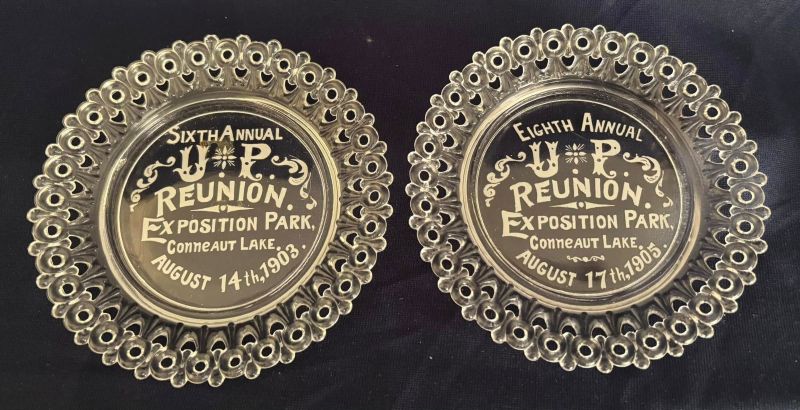 SIXTH ANNUAL
U. P.
REUNION.
EXPOSITION PARK,
CONNEAUT LAKE.
AUGUST 14th, 1903.
EIGHTH ANNUAL
U. P.
REUNION.
EXPOSITION PARK,
CONNEAUT LAKE.
AUGUST 17th, 1905.